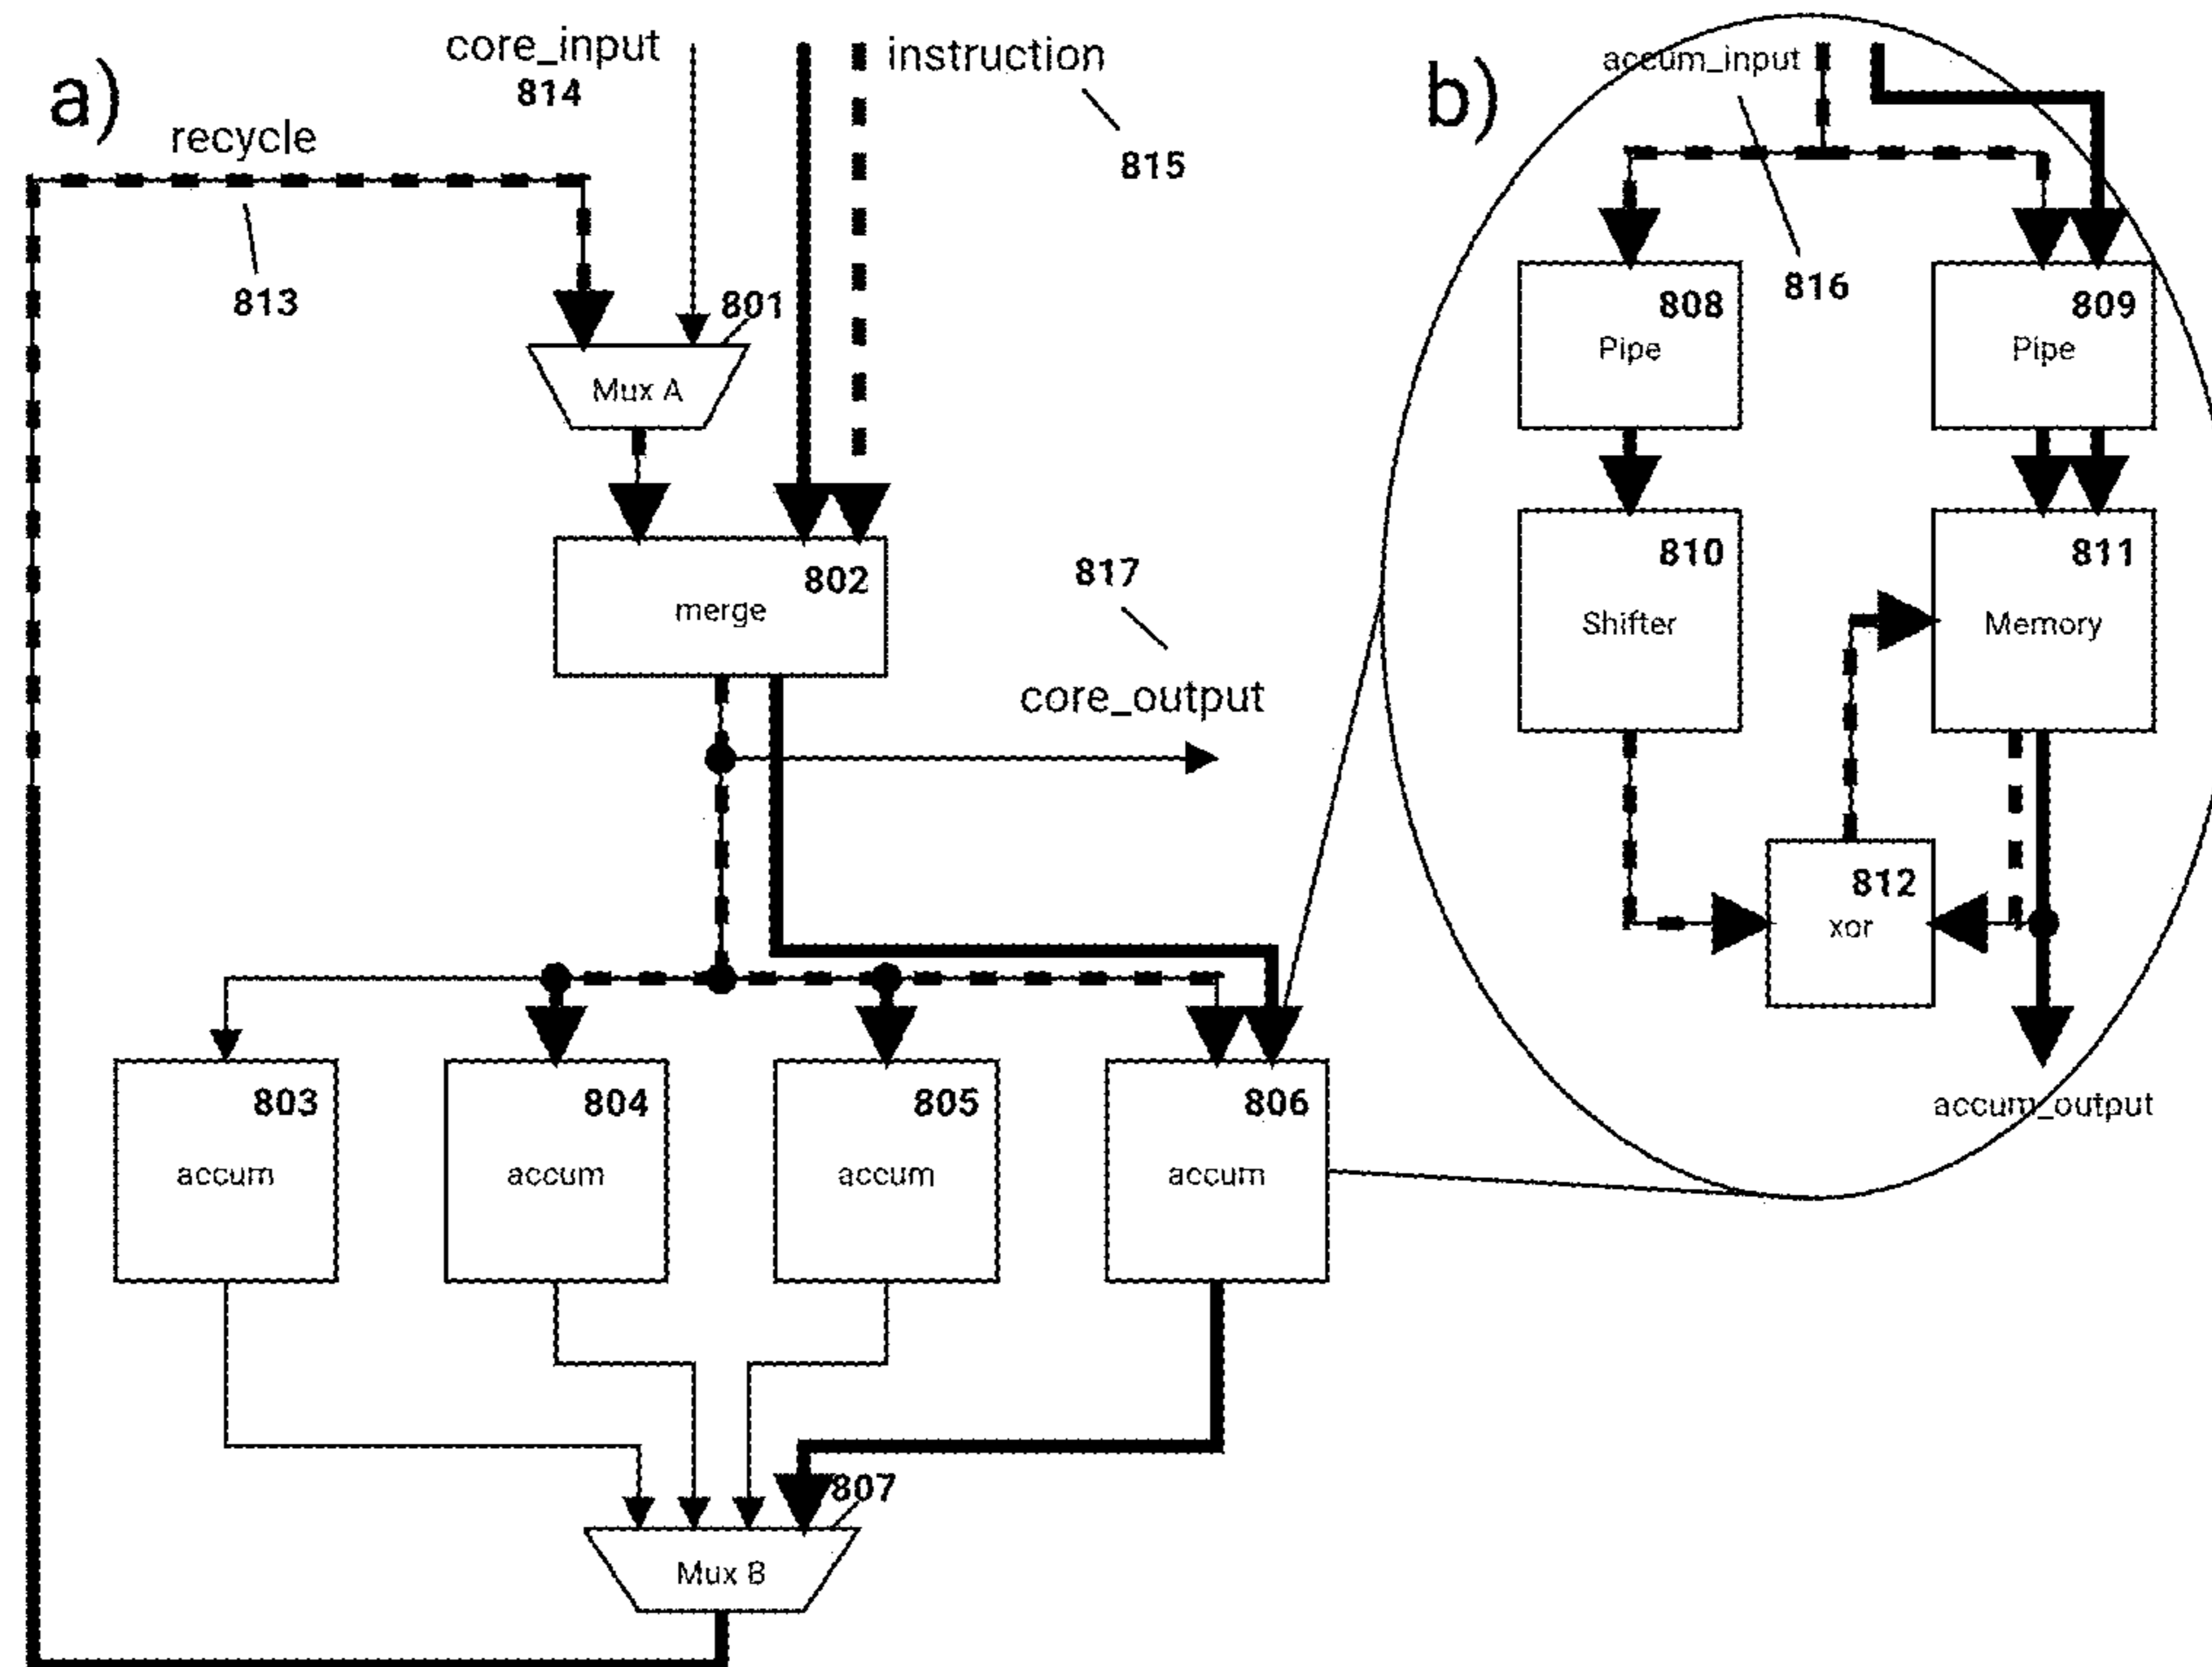 a)
core_input
814
instruction
815
recycle
813
801
Mux A
802
merge
817
core_output
803
accum
804
accum
805
accum
806
accum
807
Mux B
b)
accum_input
816
808
Pipe
809
Pipe
810
Shifter
811
Memory
812
xor
accum_output